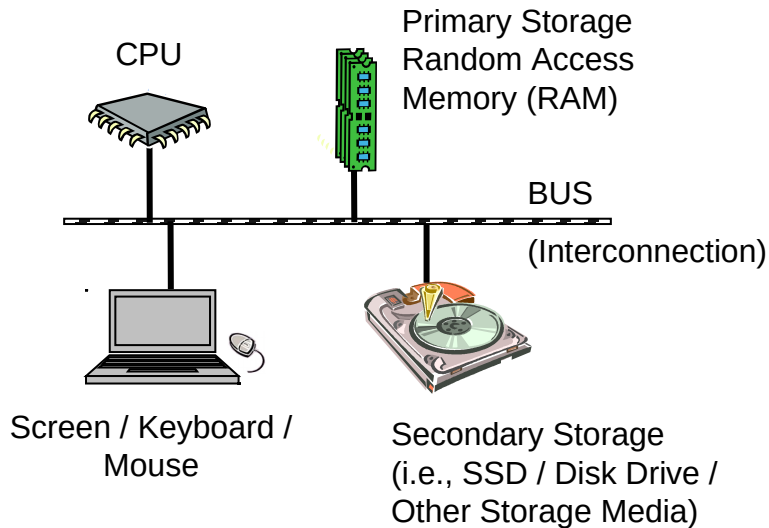 CPU
Primary Storage
Random Access
Memory (RAM)
BUS
(Interconnection)
Screen / Keyboard /
Mouse
Secondary Storage
(i.e., SSD / Disk Drive /
Other Storage Media)